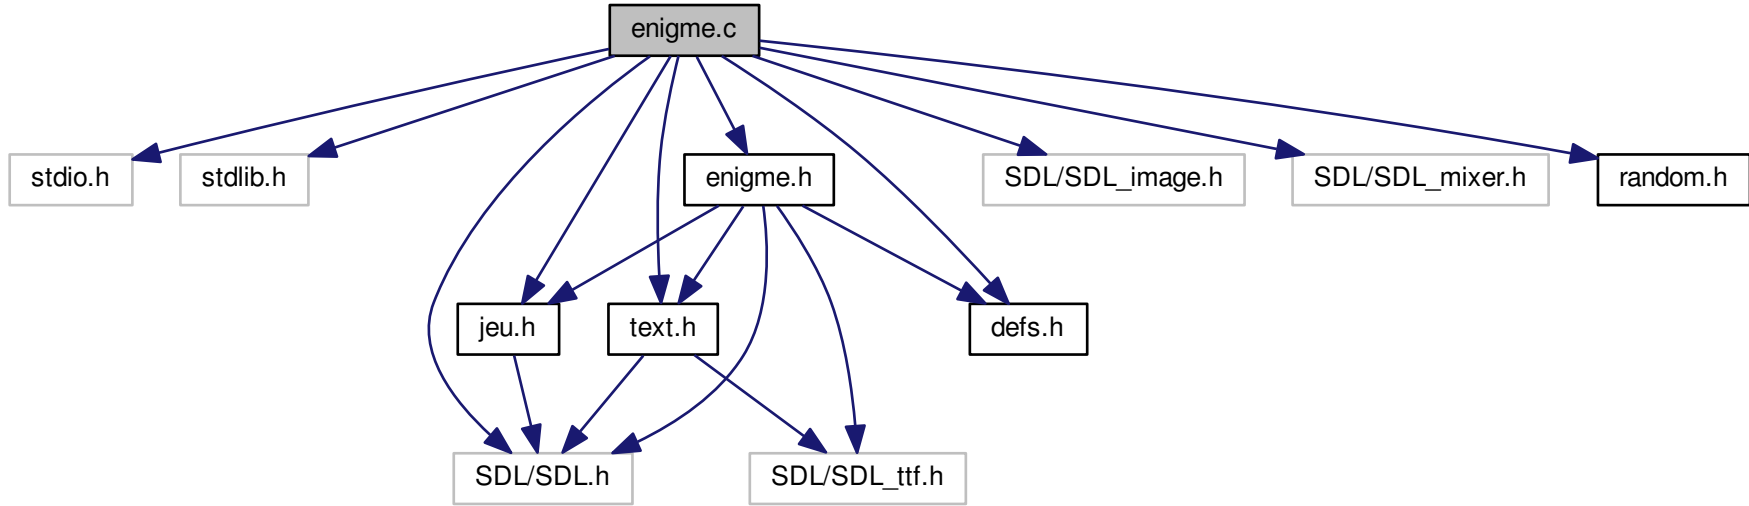 enigme.c
stdio.h
stdlib.h
enigme.h
SDL/SDL_image.h
SDL/SDL_mixer.h
random.h
jeu.h
text.h
defs.h
SDL/SDL.h
SDL/SDL_ttf.h